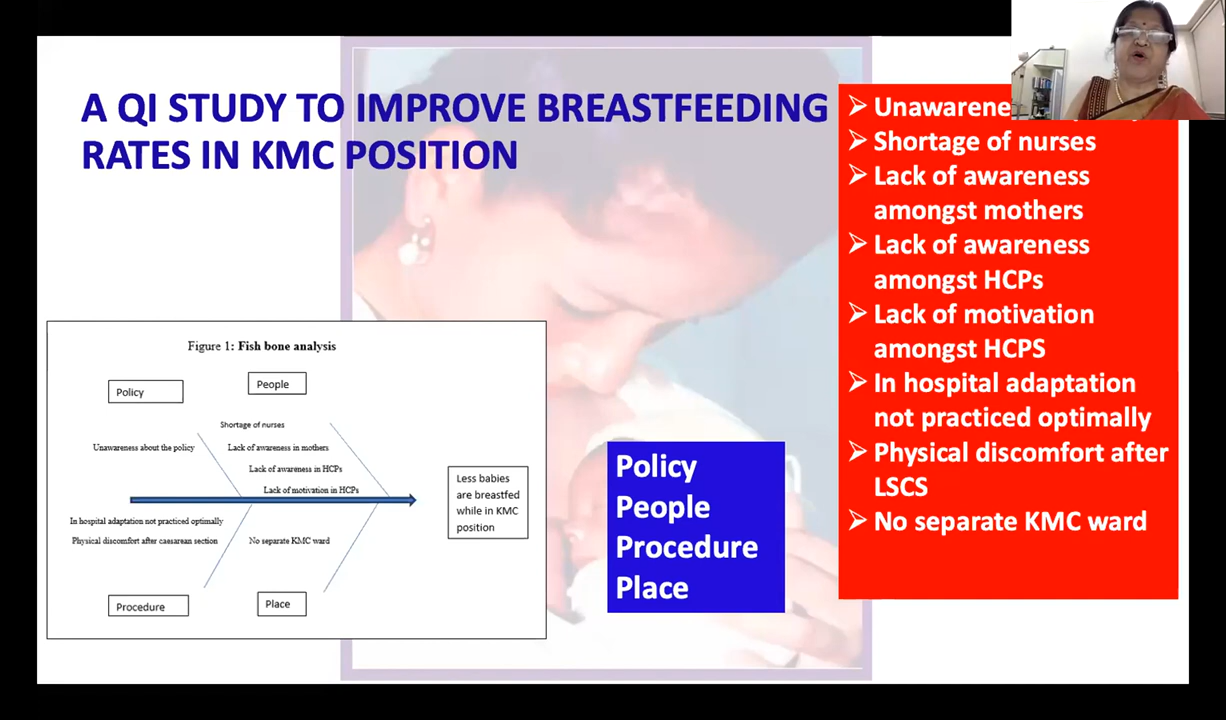 A QI STUDY TO IMPROVE BREASTFEEDING
RATES IN KMC POSITION
Figure 1: Fish bone analysis
Policy
People
Shortage of nurses
Unawareness about the policy
Lack of awareness in mothers
Lack of awareness in HCPs
Lack of motivation in HCPs
Less babies
are breastfed
while in KMC
position
In hospital adaptation not practiced optimally
Physical discomfort after caesarean section
No separate KMC ward
Procedure
Place
Policy
People
Procedure
Place
Shortage of nurses
Lack of awareness
amongst mothers
Lack of awareness
amongst HCPs
Lack of motivation
amongst HCPS
In hospital adaptation
not practiced optimally
Physical discomfort after
LSCS
No separate KMC ward